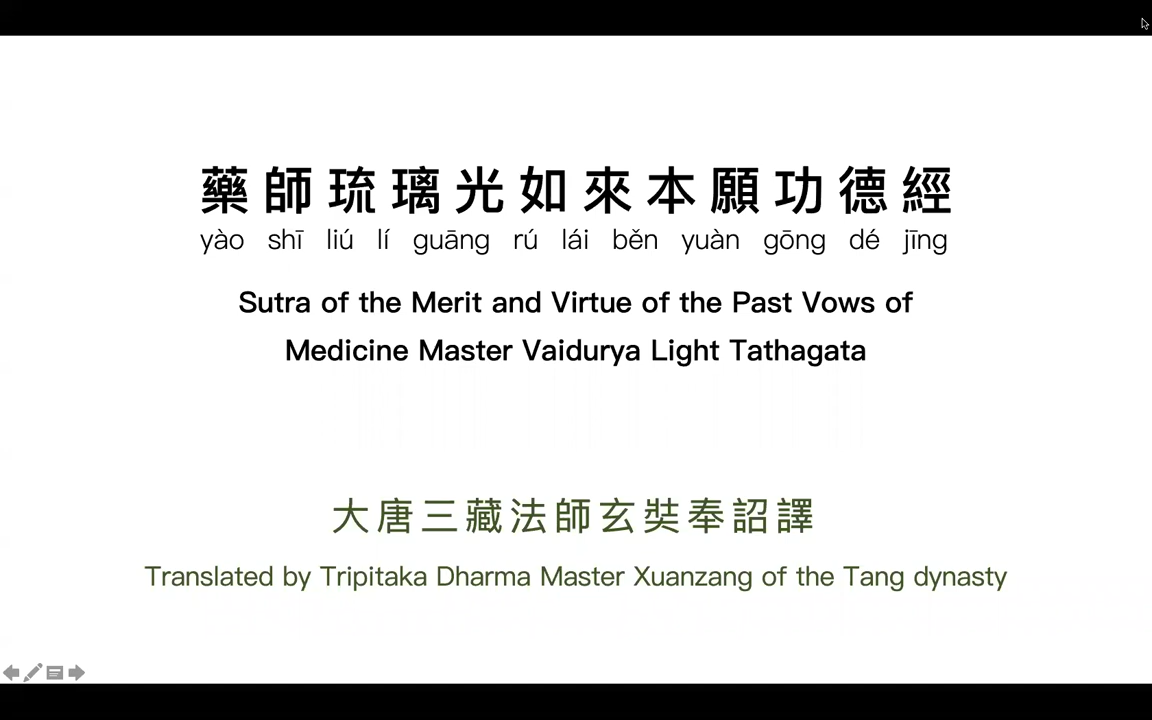 藥師琉璃光如來本願功德經
yào shī liú lí guāng rú lái běn yuàn gōng dé jīng
Sutra of the Merit and Virtue of the Past Vows of
Medicine Master Vaidurya Light Tathagata
大唐三藏法師玄奘奉詔譯
Translated by Tripitaka Dharma Master Xuanzang of the Tang dynasty